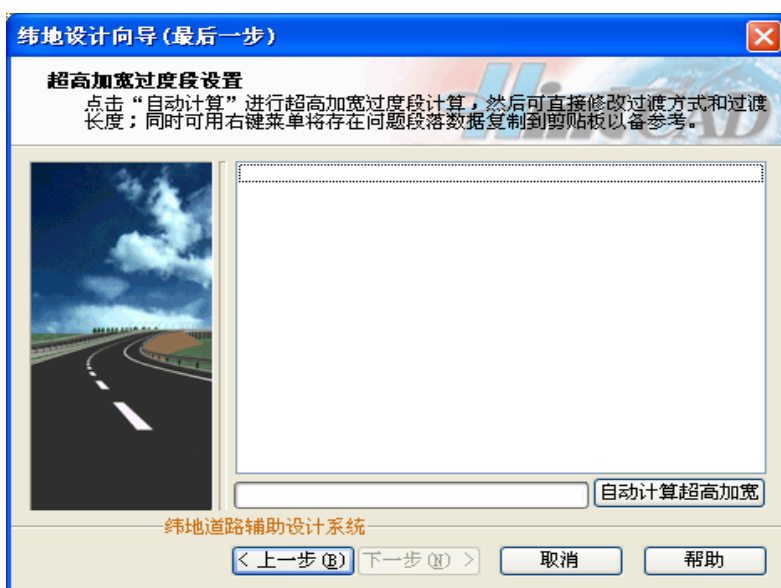 纬地设计向导(最后一步)
超高加宽过度段设置
点击“自动计算”进行超高加宽过度段计算，然后可直接修改过渡方式和过渡
长度；同时可用右键菜单将存在问题段落数据复制到剪贴板以备参考。
HintCAD
自动计算超高加宽
纬地道路辅助设计系统
< 上一步(B)
下一步(N) >
取消
帮助